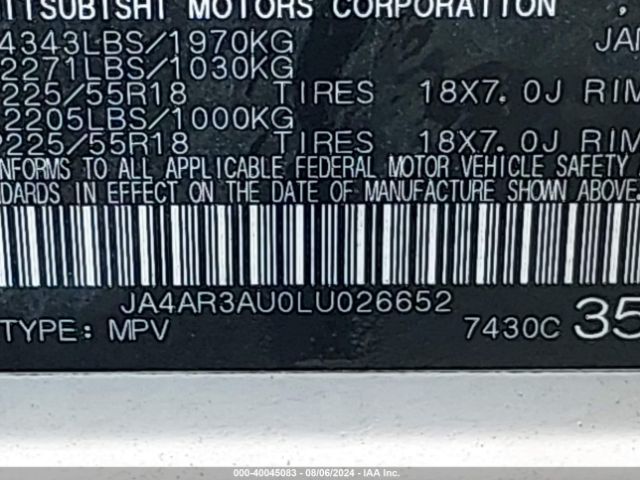 MITSUBISHI MOTORS CORPORATION
4343LBS/1970KG
2271LBS/1030KG
225/55R18 TIRES 18X7.0J RIM
2205LBS/1000KG
225/55R18 TIRES 18X7.0J RIM
NFORMS TO ALL APPLICABLE FEDERAL MOTOR VEHICLE SAFETY
DARDS IN EFFECT ON THE DATE OF MANUFACTURE SHOWN ABOVE.
JA4AR3AU0LU026652
TYPE: MPV 7430C 35
000-40045083 - 08/06/2024 - IAA Inc.